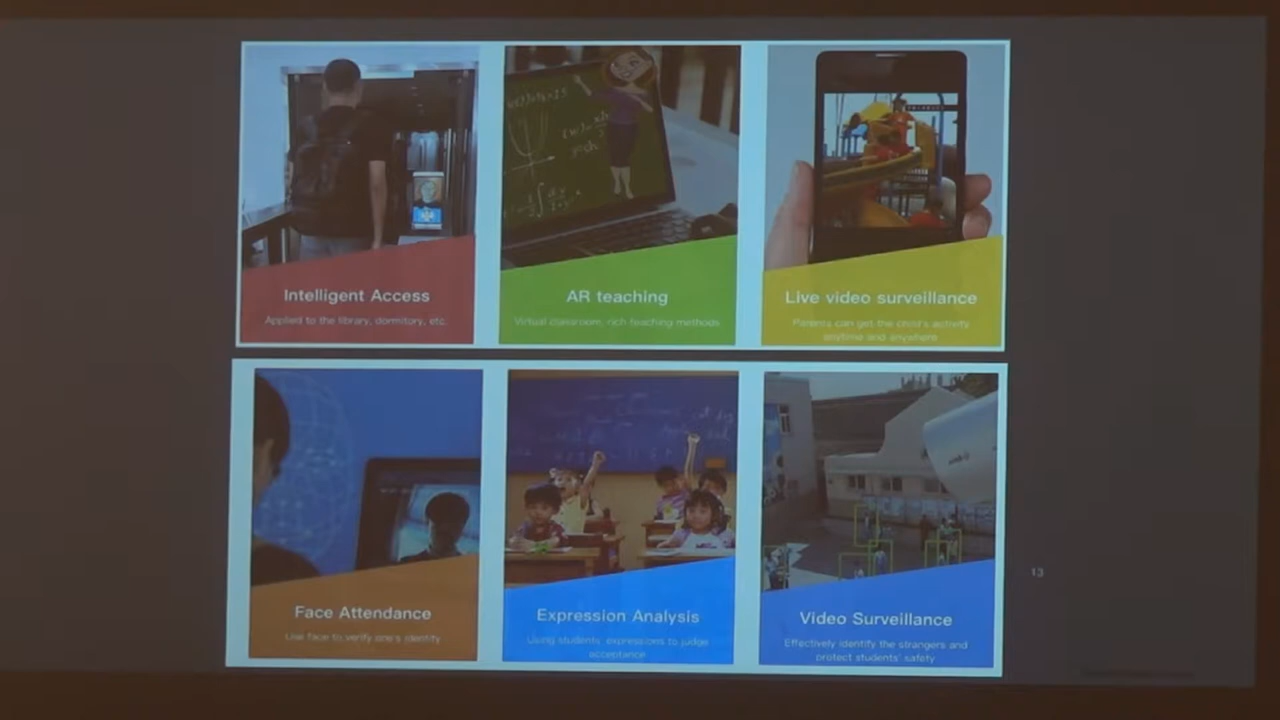 Intelligent Access
Applied to the library, dormitory, etc.
AR teaching
Virtual classroom, rich teaching methods
Live video surveillance
Parents can get the child's activity
anytime and anywhere
Face Attendance
Use face to verify one's identity
Expression Analysis
Using students' expressions to judge
acceptance
Video Surveillance
Effectively identify the strangers and
protect students' safety
13